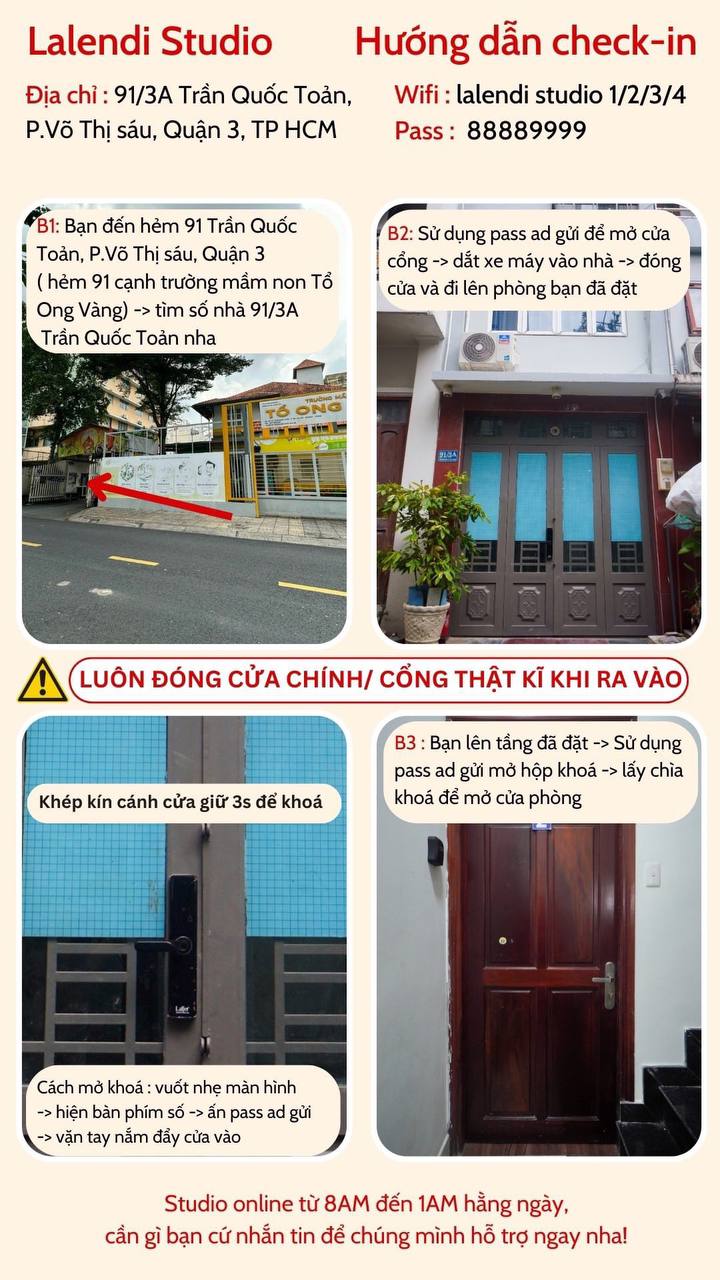 Lalendi Studio
Hướng dẫn check-in
Địa chỉ : 91/3A Trần Quốc Toản,
P.Võ Thị sáu, Quận 3, TP HCM
Wifi : lalendi studio 1/2/3/4
Pass : 88889999
B1: Bạn đến hẻm 91 Trần Quốc
Toản, P.Võ Thị sáu, Quận 3
( hẻm 91 cạnh trường mầm non Tổ
Ong Vàng) -> tìm số nhà 91/3A
Trần Quốc Toản nha
TRƯỜNG MẦ
TỔ ONG
B2: Sử dụng pass ad gửi để mở cửa
cổng -> dắt xe máy vào nhà -> đóng
cửa và đi lên phòng bạn đã đặt
91/3A
LUÔN ĐÓNG CỬA CHÍNH/ CỔNG THẬT KĨ KHI RA VÀO
Khép kín cánh cửa giữ 3s để khoá
Cách mở khoá : vuốt nhẹ màn hình
-> hiện bàn phím số -> ấn pass ad gửi
-> vặn tay nắm đẩy cửa vào
B3 : Bạn lên tầng đã đặt -> Sử dụng
pass ad gửi mở hộp khoá -> lấy chìa
khoá để mở cửa phòng
Studio online từ 8AM đến 1AM hằng ngày,
cần gì bạn cứ nhắn tin để chúng mình hỗ trợ ngay nha!